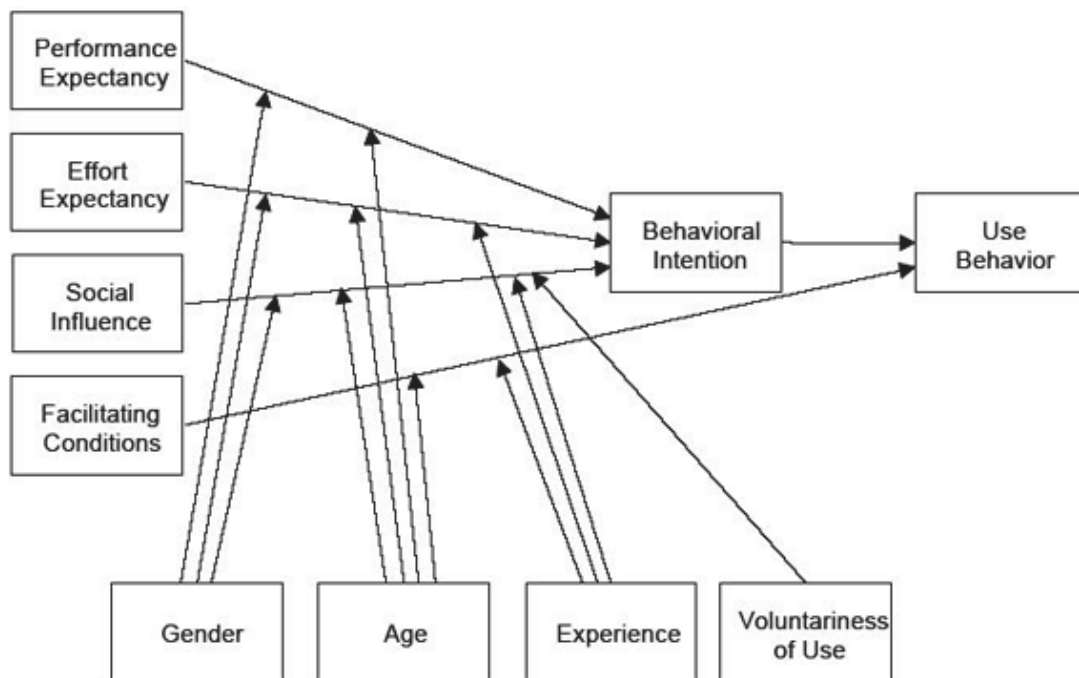 Performance
Expectancy
Effort
Expectancy
Social
Influence
Facilitating
Conditions
Behavioral
Intention
Use
Behavior
Gender
Age
Experience
Voluntariness
of Use